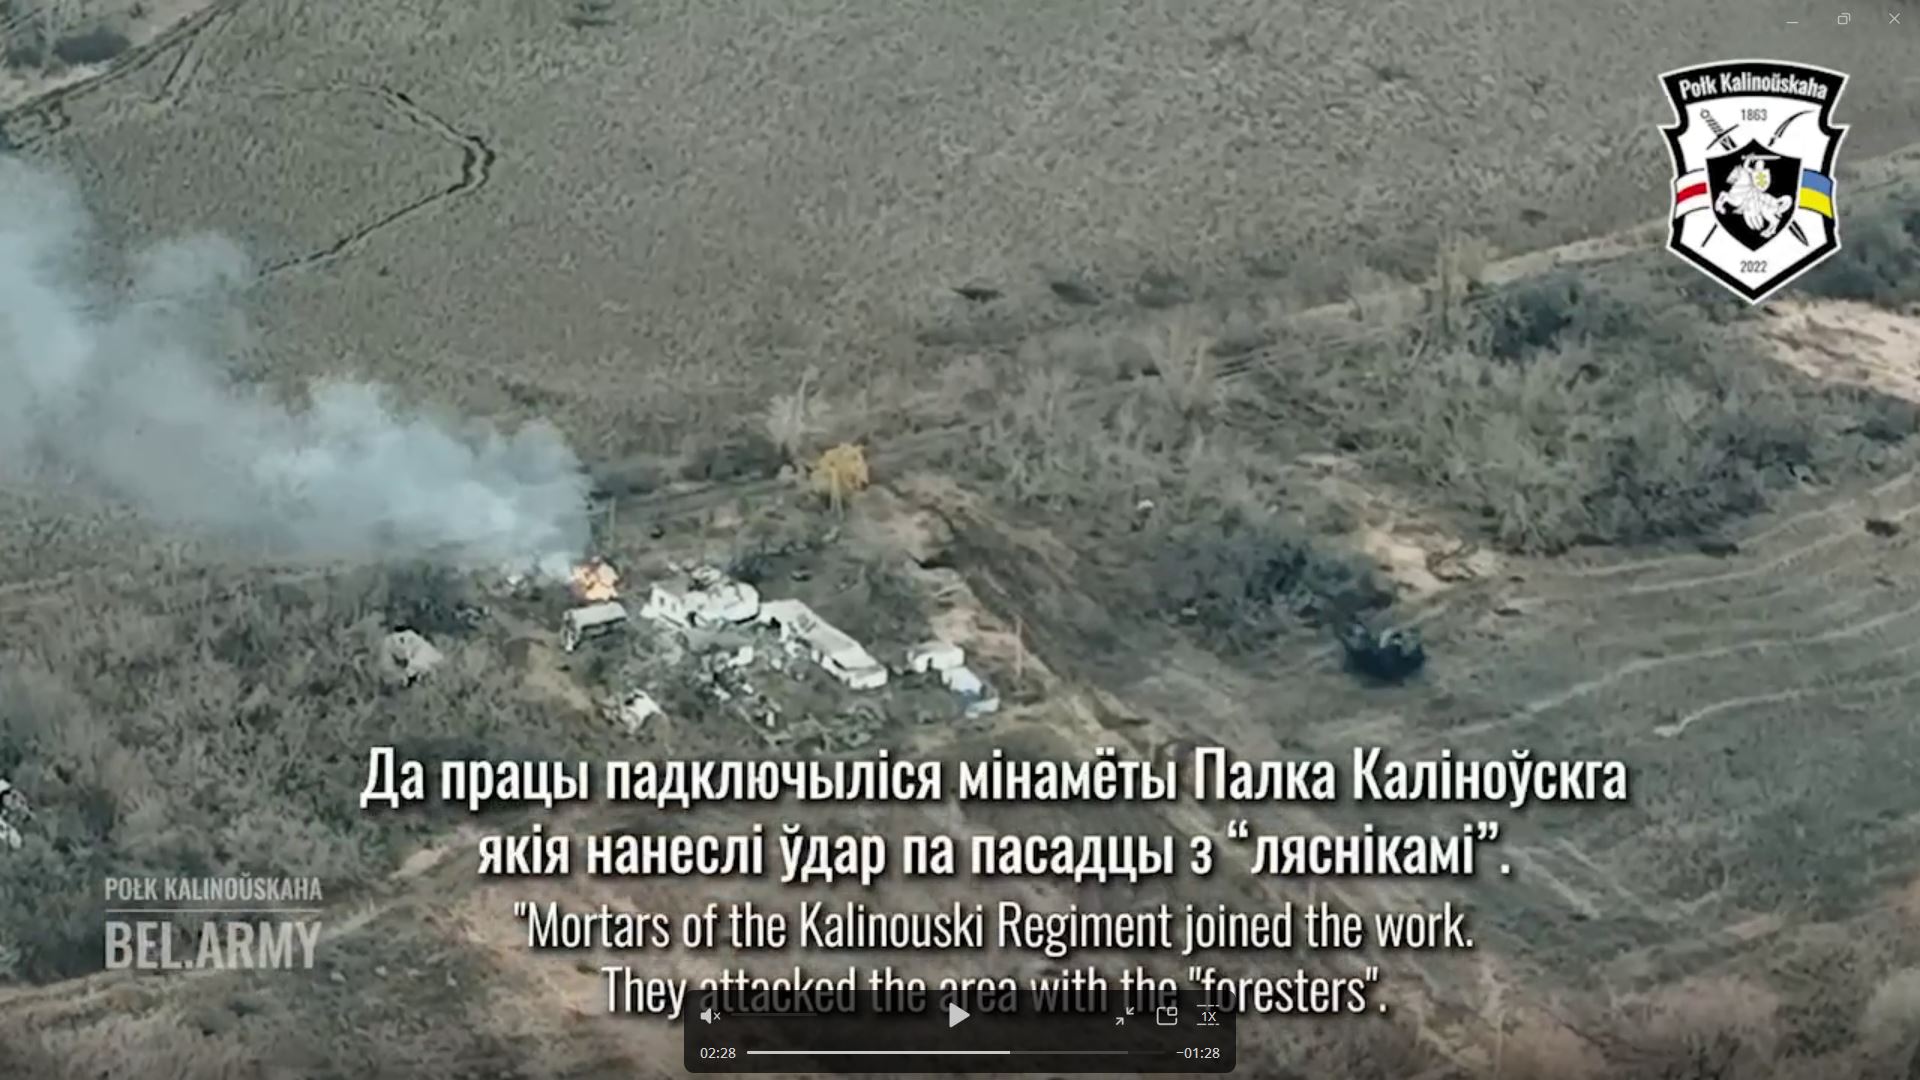 Połk Kalinoŭskaha
1863
2022
Да працы падключыліся мінамёты Палка Каліноўскга
якія нанеслі ўдар па пасадцы з “ляснікамі”.
"Mortars of the Kalinouski Regiment joined the work.
They attacked the area with the "foresters".
POŁK KALINOŬSKAHA
BEL.ARMY
1X
02:28
−01:28